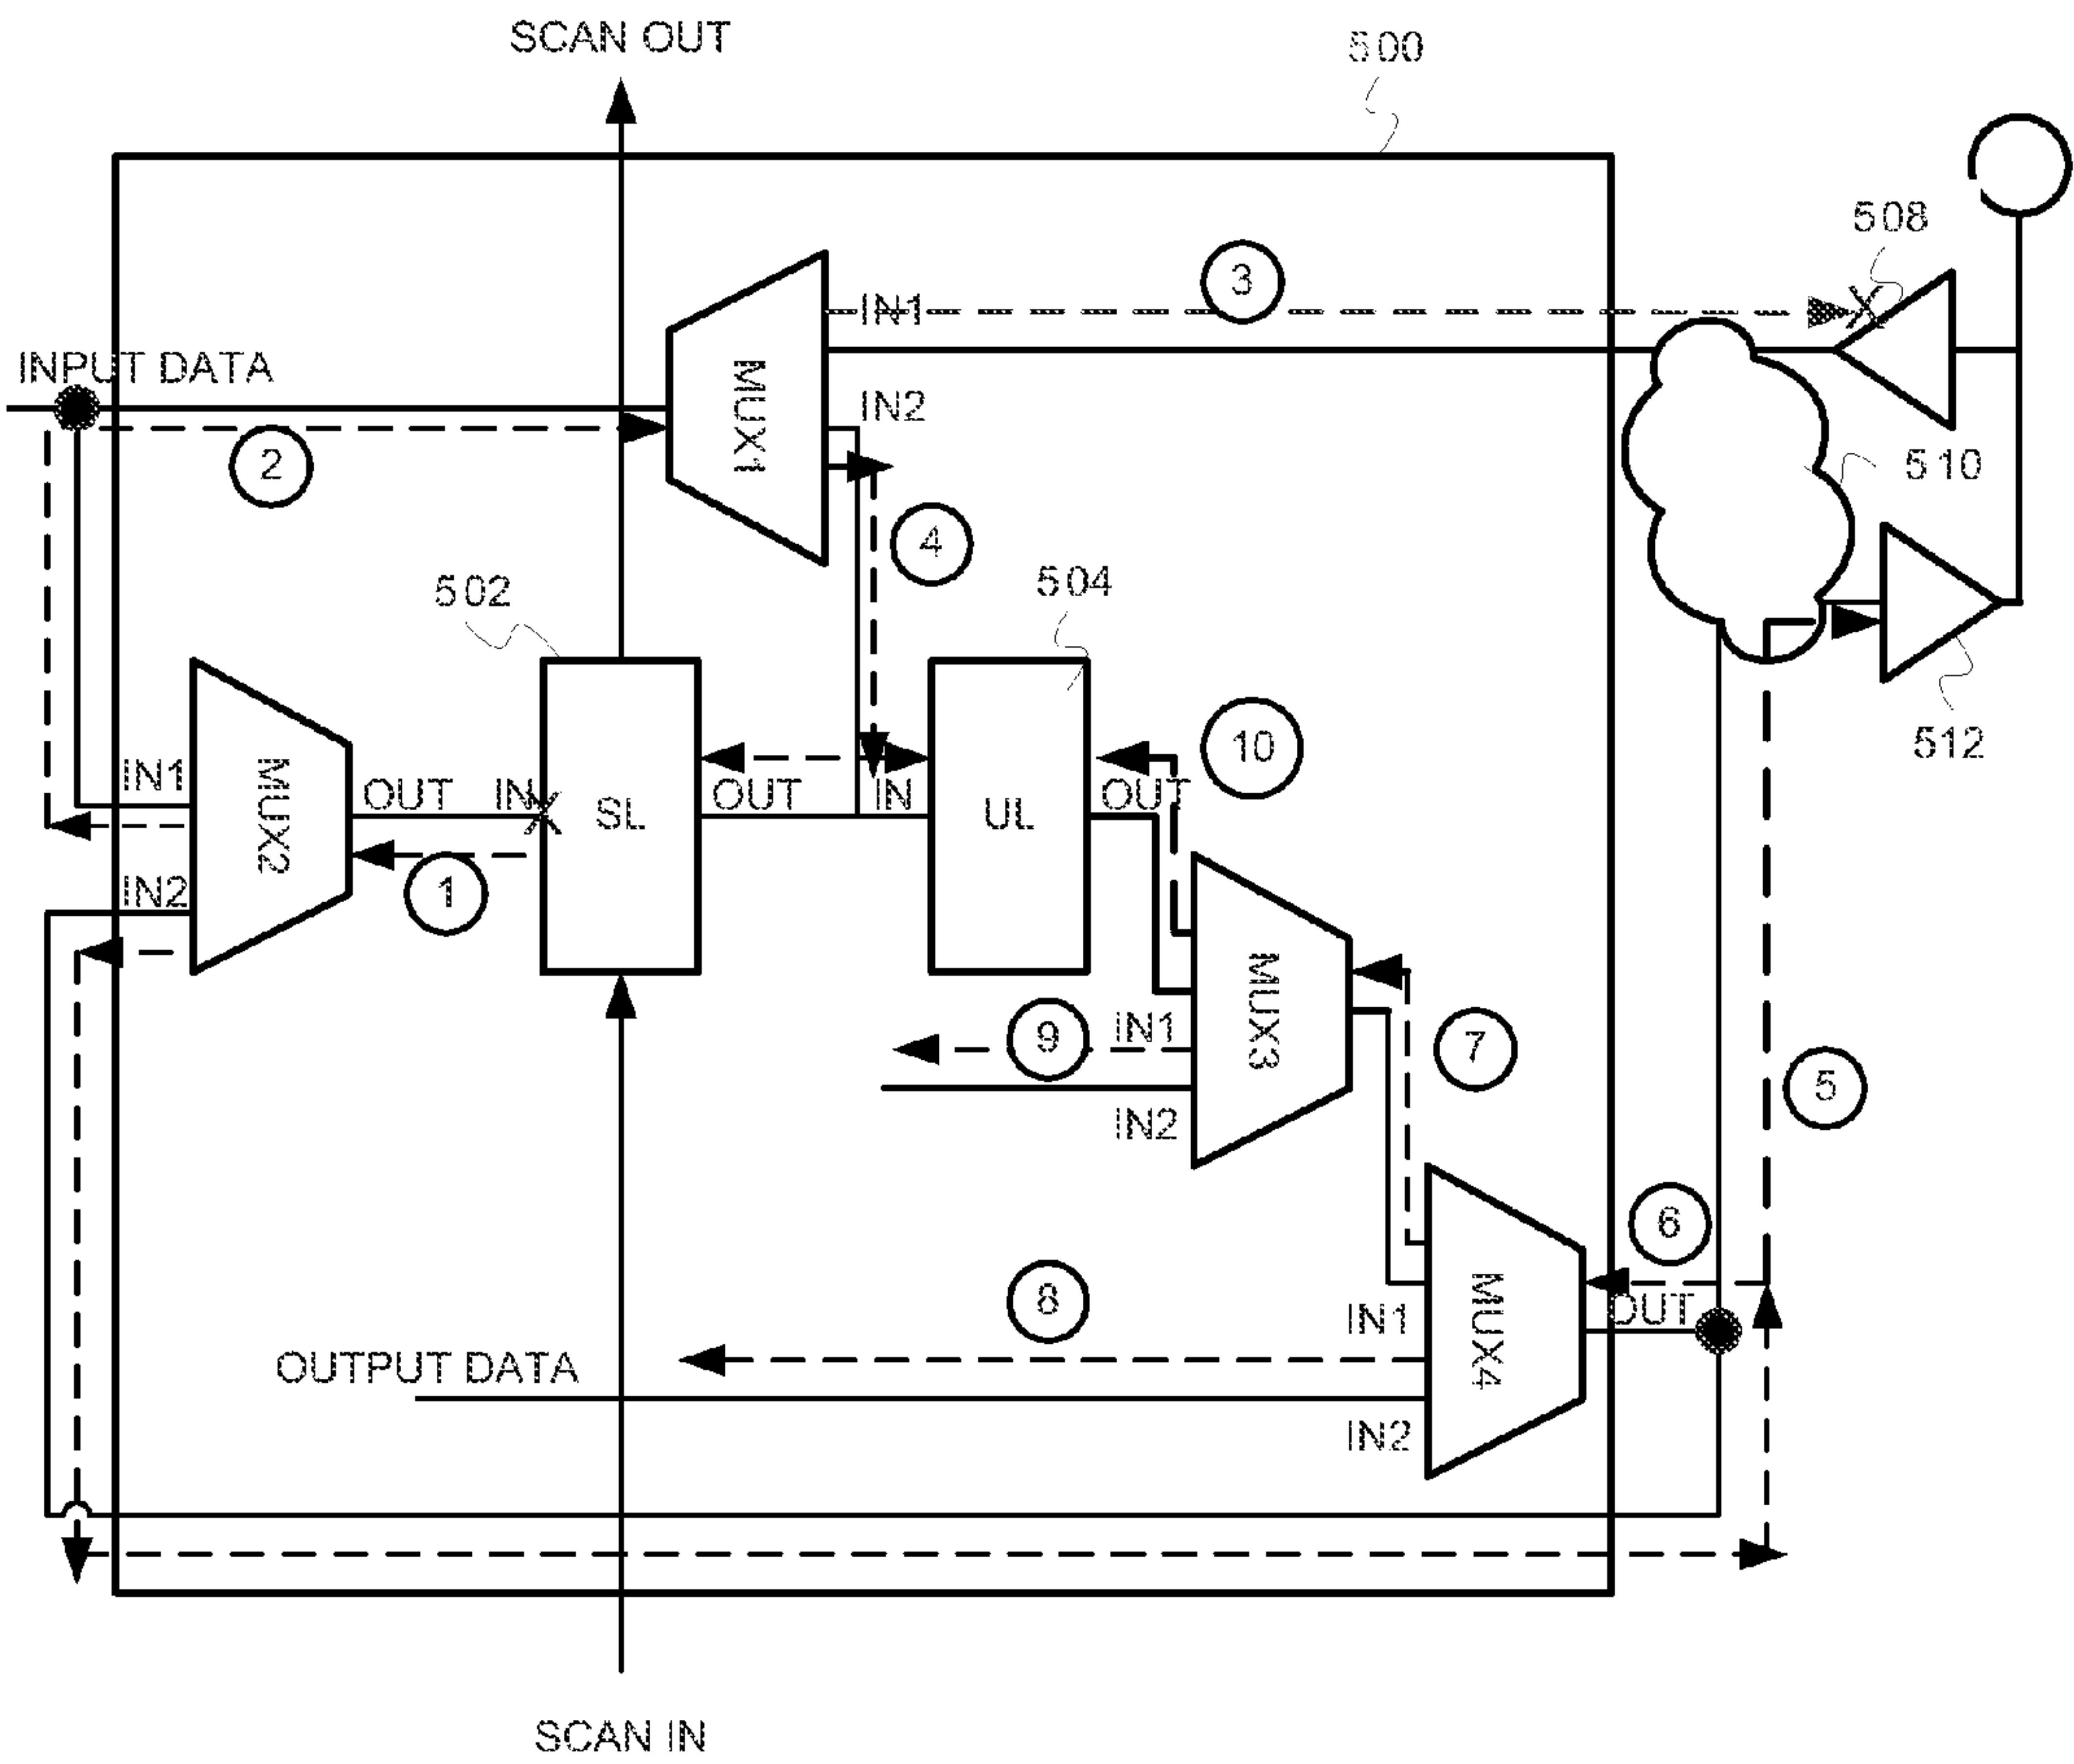 SCAN OUT
500
508
3
IN1
INPUT DATA
MUX1
IN2
2
510
4
502
504
10
512
IN1
MUX2
OUT
IN
SL
OUT
IN
UL
OUT
IN2
1
MUX3
9
IN1
7
5
IN2
6
8
MUX4
OUT
IN1
OUTPUT DATA
IN2
SCAN IN